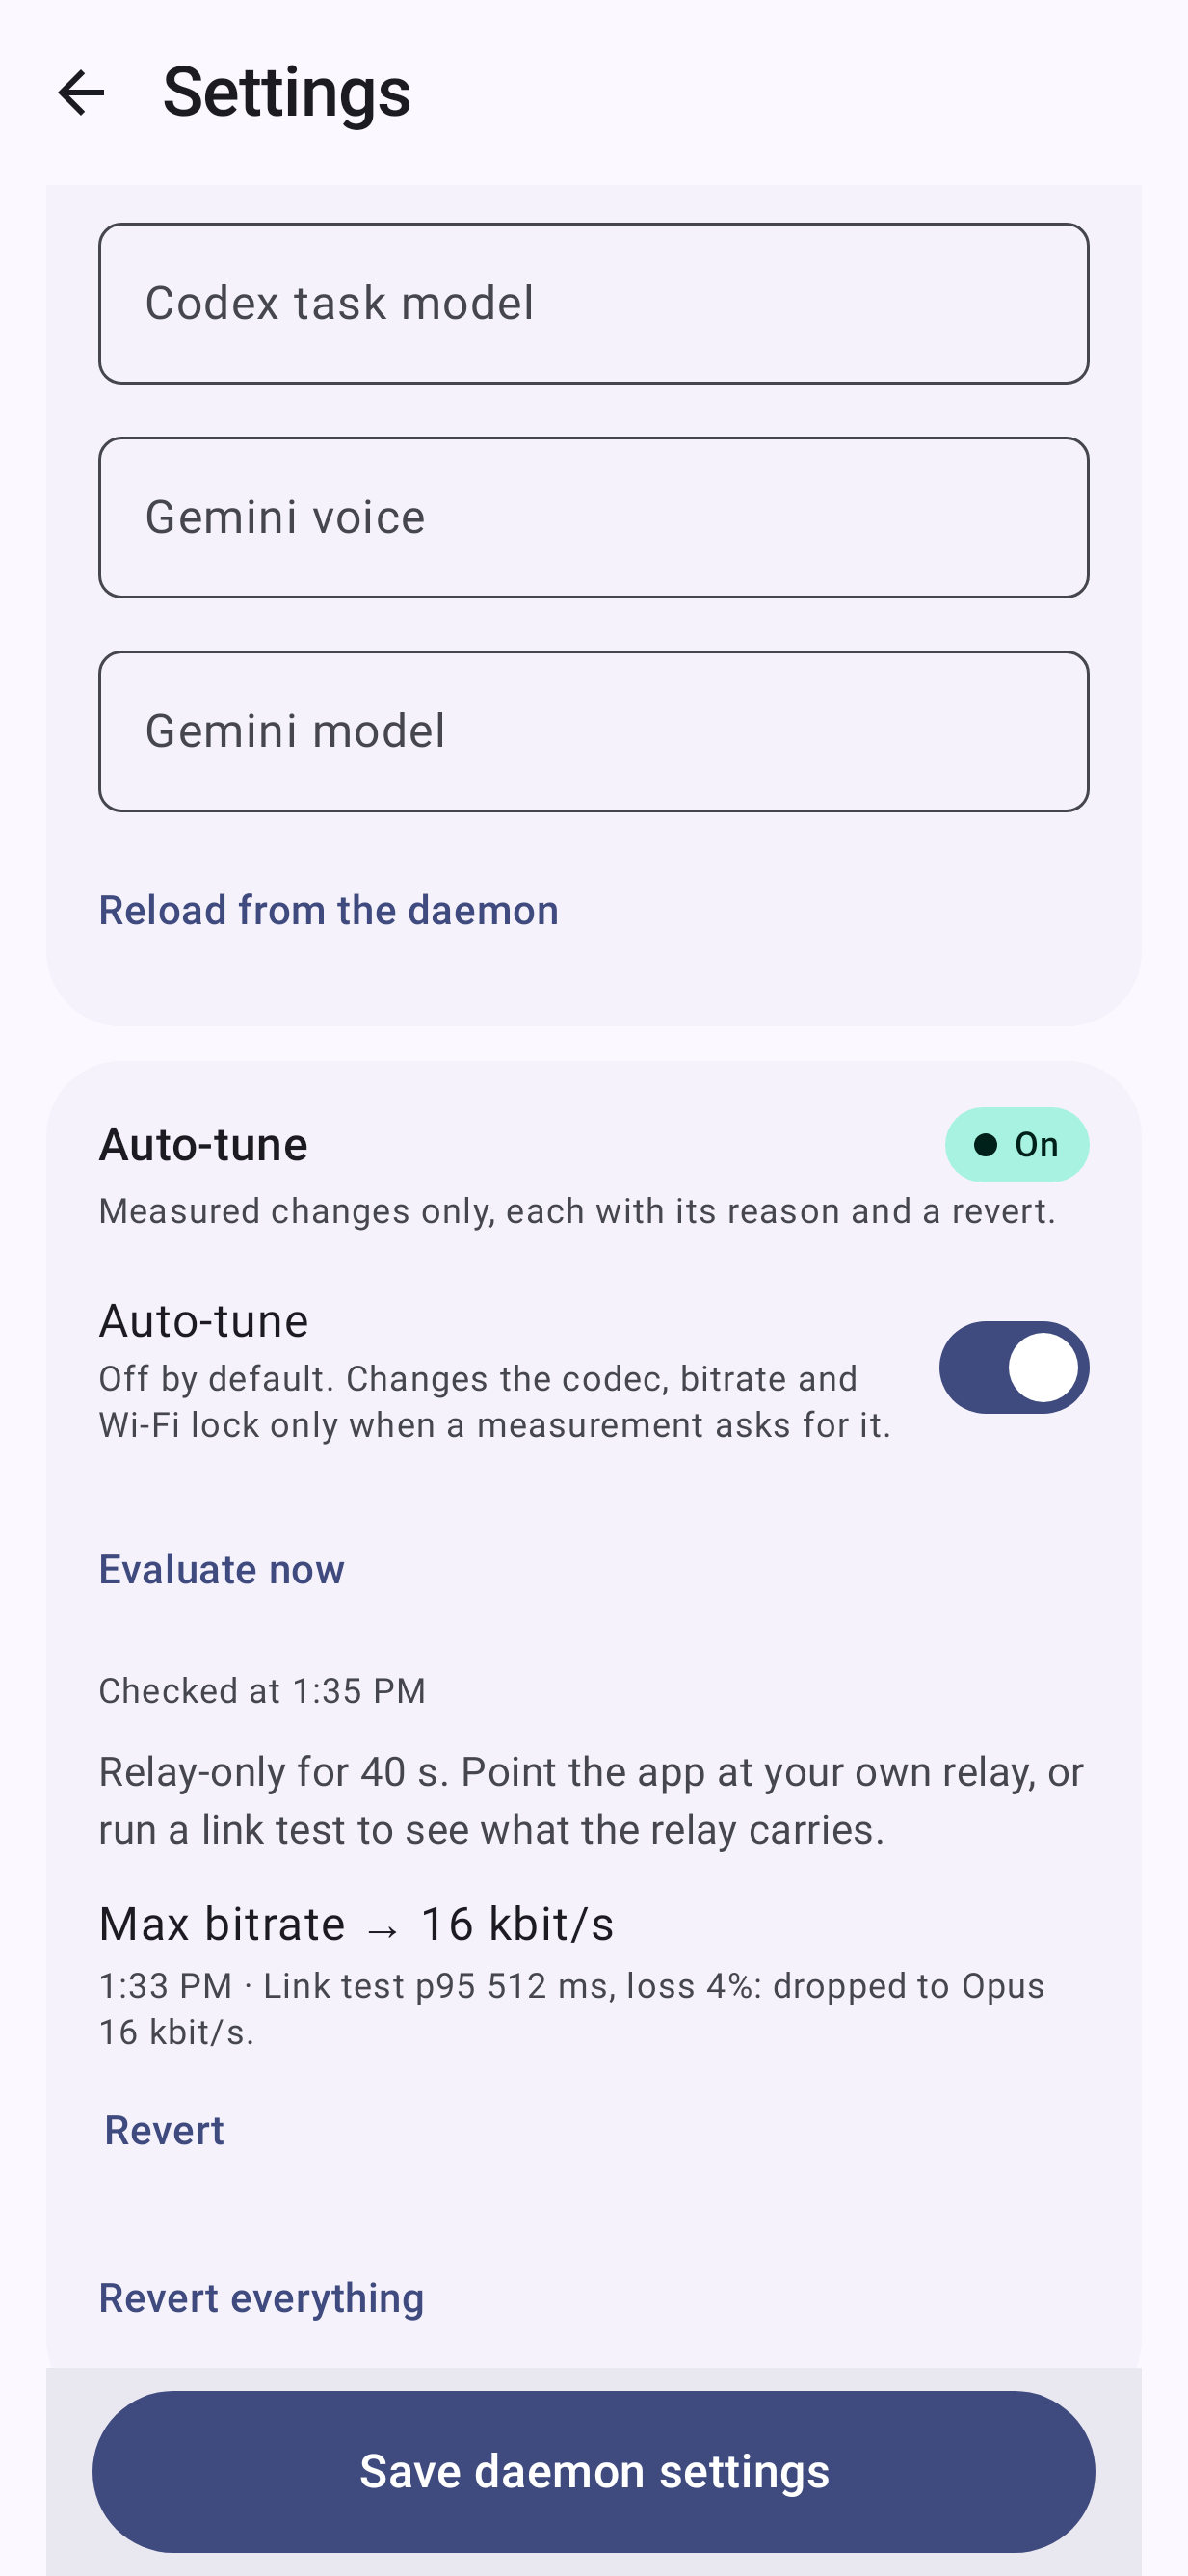 Settings
Codex task model
Gemini voice
Gemini model
Reload from the daemon
Auto-tune
On
Measured changes only, each with its reason and a revert.
Auto-tune
Off by default. Changes the codec, bitrate and
Wi-Fi lock only when a measurement asks for it.
Evaluate now
Checked at 1:35 PM
Relay-only for 40 s. Point the app at your own relay, or
run a link test to see what the relay carries.
Max bitrate → 16 kbit/s
1:33 PM · Link test p95 512 ms, loss 4%: dropped to Opus
16 kbit/s.
Revert
Revert everything
Save daemon settings